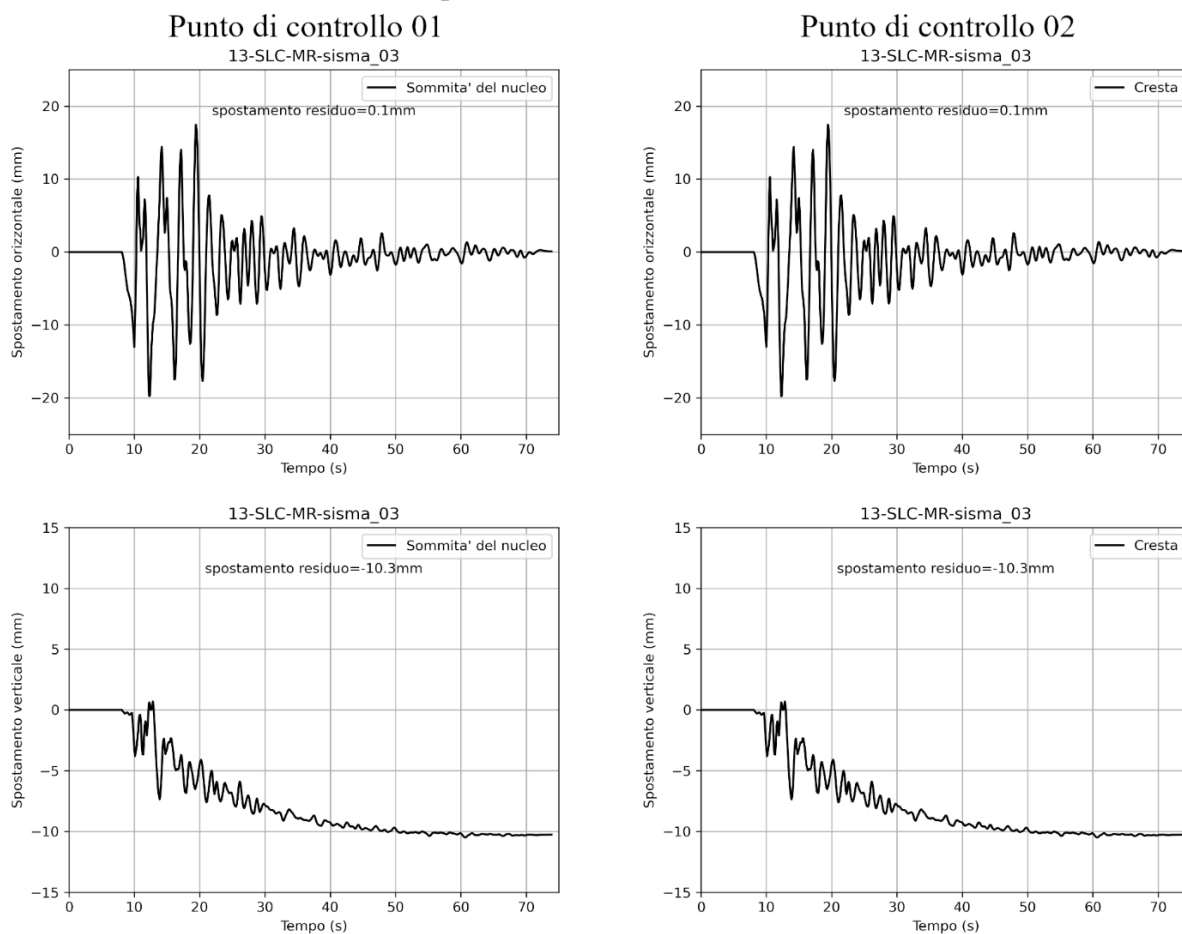 Punto di controllo 01
Punto di controllo 02
13-SLC-MR-sisma_03
Sommita' del nucleo
spostamento residuo=0.1mm
Spostamento orizzontale (mm)
20
10
0
−10
−20
0 10 20 30 40 50 60 70
Tempo (s)
13-SLC-MR-sisma_03
Cresta
spostamento residuo=0.1mm
Spostamento orizzontale (mm)
20
10
0
−10
−20
0 10 20 30 40 50 60 70
Tempo (s)
13-SLC-MR-sisma_03
Sommita' del nucleo
spostamento residuo=-10.3mm
Spostamento verticale (mm)
15
10
5
0
−5
−10
−15
0 10 20 30 40 50 60 70
Tempo (s)
13-SLC-MR-sisma_03
Cresta
spostamento residuo=-10.3mm
Spostamento verticale (mm)
15
10
5
0
−5
−10
−15
0 10 20 30 40 50 60 70
Tempo (s)